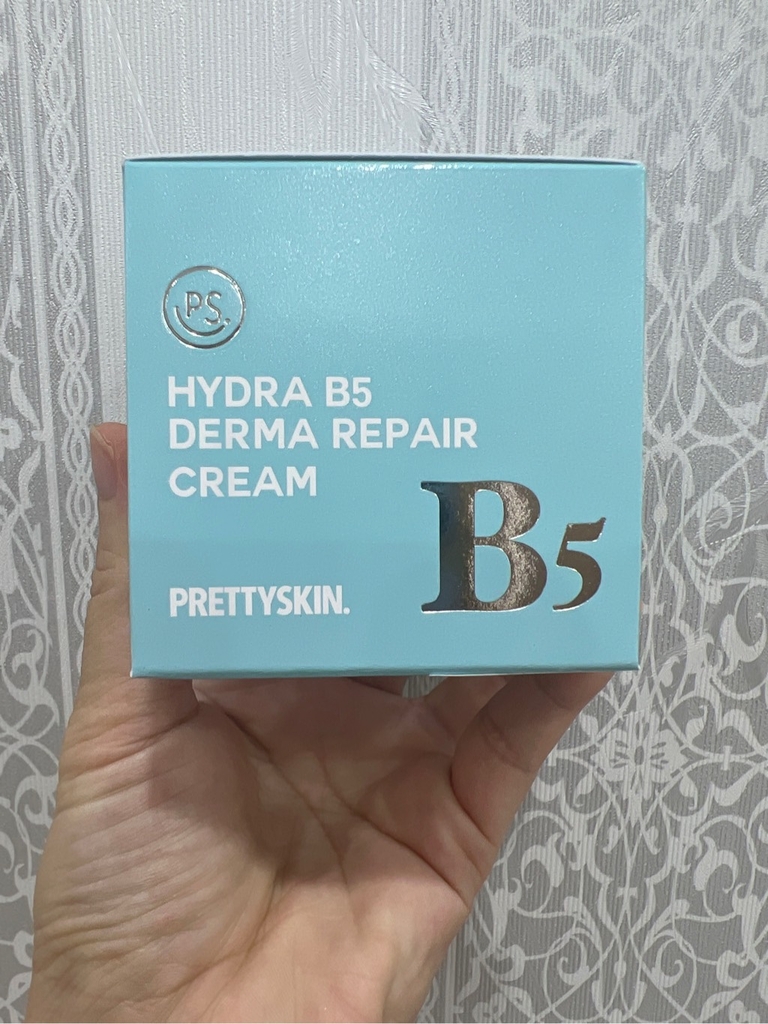 PS.
HYDRA B5
DERMA REPAIR
CREAM
B5
PRETTYSKIN.